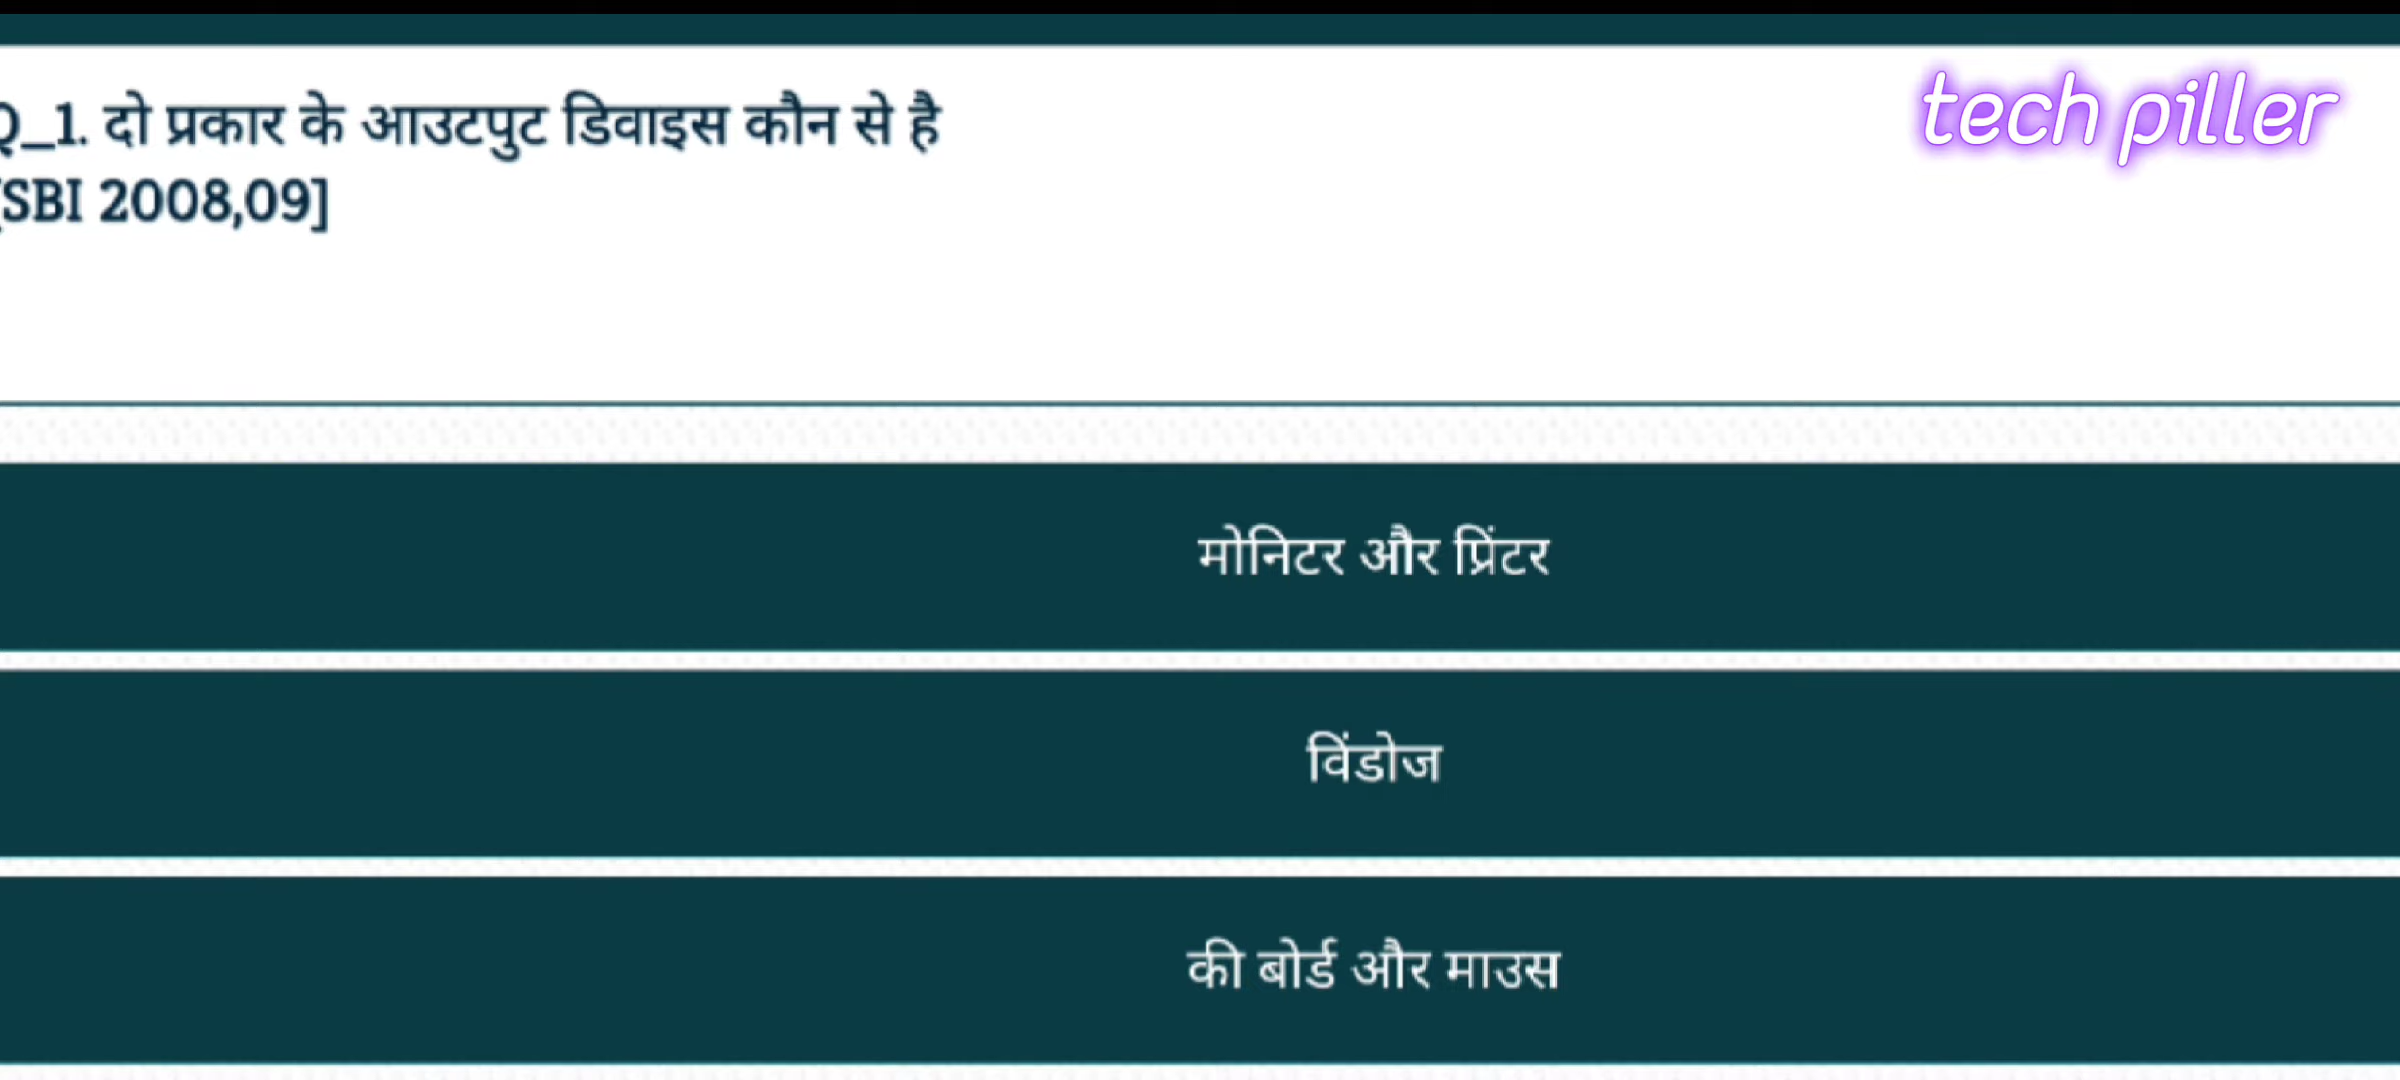 Q_1. दो प्रकार के आउटपुट डिवाइस कौन से है
tech piller
[SBI 2008,09]
मोनिटर और प्रिंटर
विंडोज
की बोर्ड और माउस